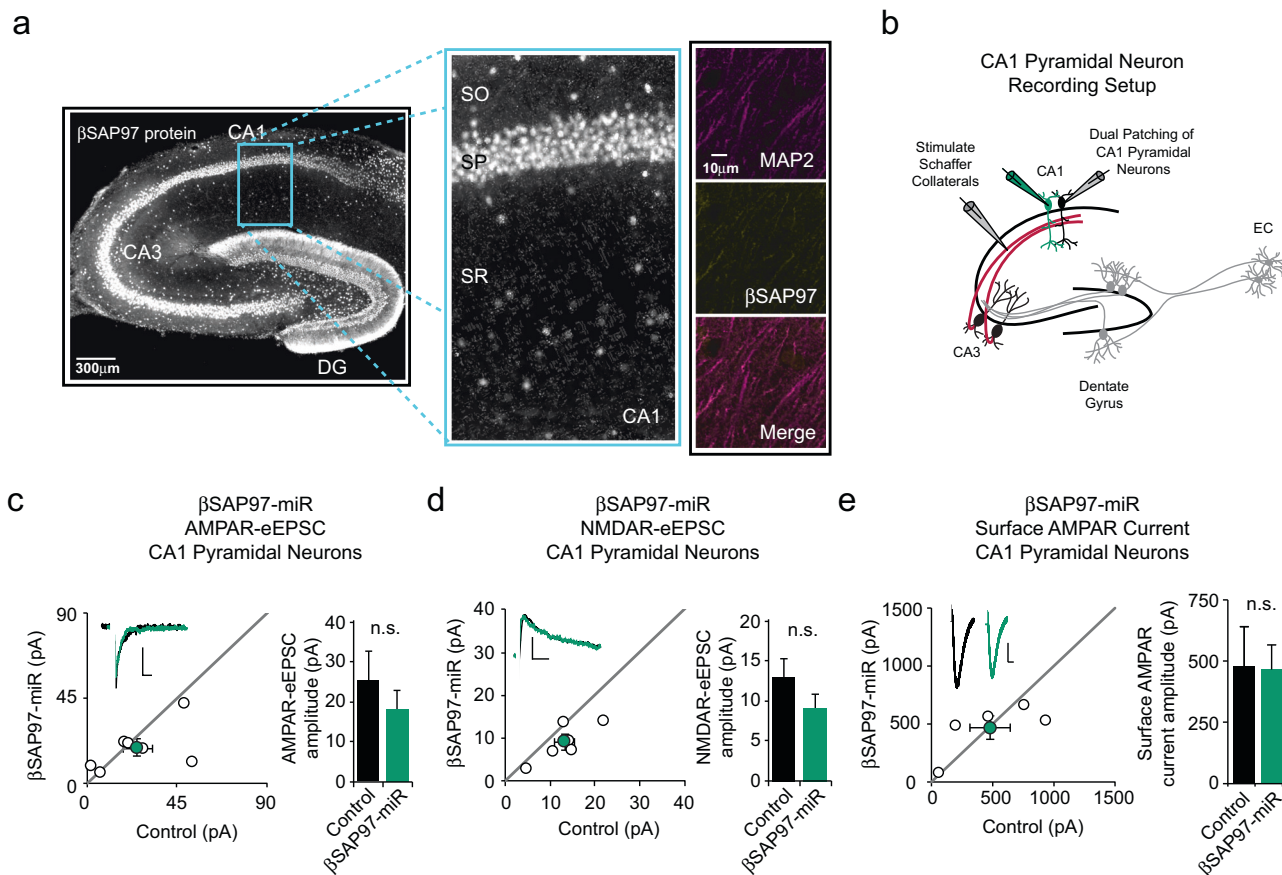 a
βSAP97 protein
CA1
CA3
DG
300μm
SO
SP
SR
CA1
10μm
MAP2
βSAP97
Merge
b
CA1 Pyramidal Neuron
Recording Setup
Stimulate
Schaffer
Collaterals
CA1
Dual Patching of
CA1 Pyramidal
Neurons
EC
CA3
Dentate
Gyrus
c
βSAP97-miR
AMPAR-eEPSC
CA1 Pyramidal Neurons
βSAP97-miR (pA)
90
45
0
0
45
90
Control (pA)
AMPAR-eEPSC
amplitude (pA)
50
40
30
20
10
0
n.s.
Control
βSAP97-miR
d
βSAP97-miR
NMDAR-eEPSC
CA1 Pyramidal Neurons
βSAP97-miR (pA)
40
30
20
10
0
0
10
20
30
40
Control (pA)
NMDAR-eEPSC
amplitude (pA)
20
15
10
5
0
n.s.
Control
βSAP97-miR
e
βSAP97-miR
Surface AMPAR Current
CA1 Pyramidal Neurons
βSAP97-miR (pA)
1500
1000
500
0
0
500
1000
1500
Control (pA)
Surface AMPAR
current amplitude (pA)
750
500
250
0
n.s.
Control
βSAP97-miR